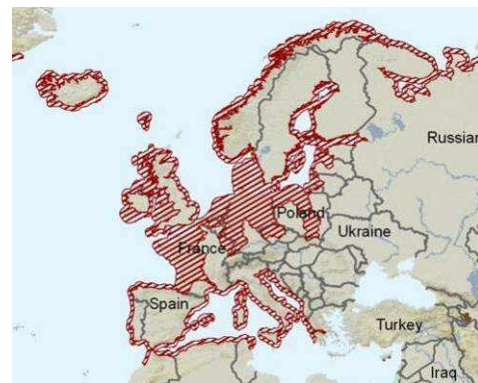 Russian
Poland
Ukraine
France
Spain
Turkey
Iraq